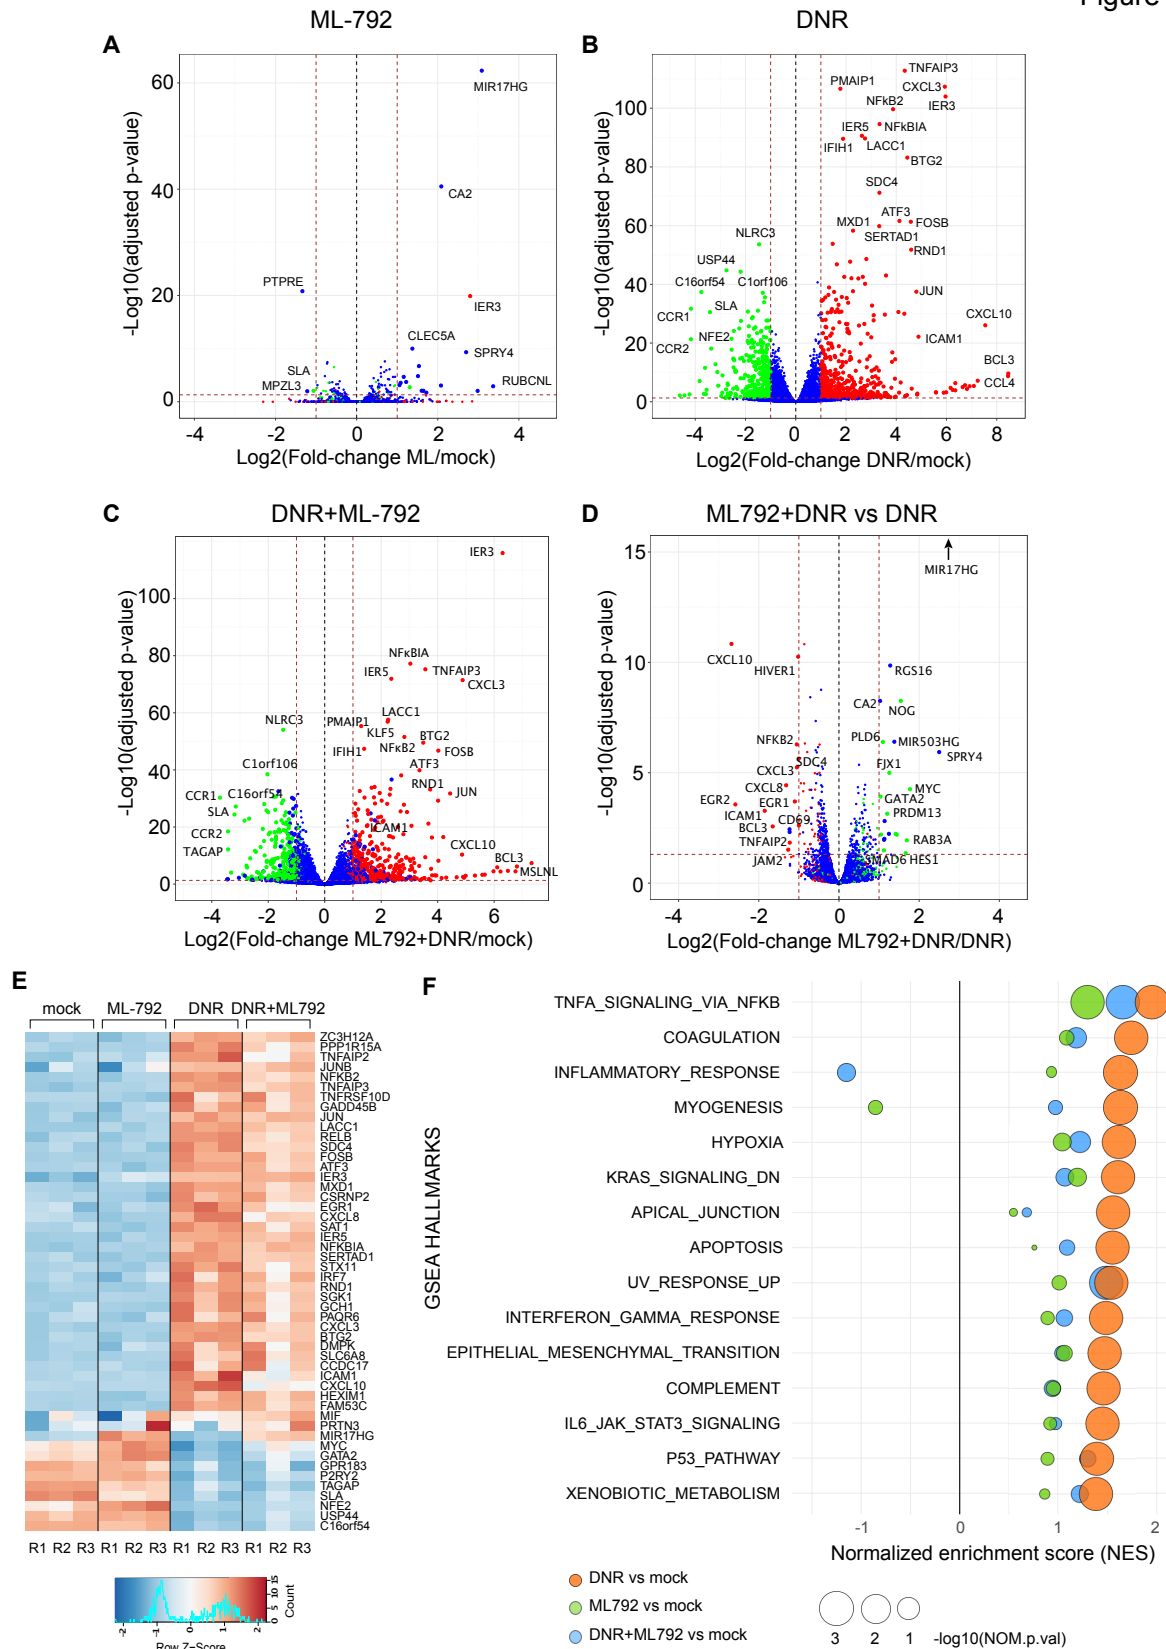 Figure
ML-792
DNR
A
B
-Log10(adjusted p-value)
60
40
20
0
MIR17HG
CA2
PTPRE
IER3
CLEC5A
SPRY4
SLA
MPZL3
RUBCNL
-4
-2
0
2
4
Log2(Fold-change ML/mock)
-Log10(adjusted p-value)
100
80
60
40
20
0
TNFAIP3
PMAIP1
CXCL3
NFkB2
IER3
IER5
NFkBIA
IFIH1
LACC1
BTG2
SDC4
ATF3
MXD1
FOSB
NLRC3
SERTAD1
RND1
USP44
C16orf54
C1orf106
JUN
CCR1
SLA
CXCL10
NFE2
ICAM1
CCR2
BCL3
CCL4
-4
-2
0
2
4
6
8
Log2(Fold-change DNR/mock)
C
DNR+ML-792
D
ML792+DNR vs DNR
-Log10(adjusted p-value)
100
80
60
40
20
0
IER3
NFκBIA
IER5
TNFAIP3
CXCL3
LACC1
NLRC3
PMAIP1
KLF5
BTG2
IFIH1
NFκB2
FOSB
C1orf106
ATF3
RND1
CCR1
C16orf54
JUN
SLA
ICAM1
CCR2
CXCL10
TAGAP
BCL3
MSLNL
-4
-2
0
2
4
6
Log2(Fold-change ML792+DNR/mock)
-Log10(adjusted p-value)
15
10
5
0
MIR17HG
CXCL10
HIVER1
RGS16
CA2
NOG
NFKB2
PLD6
MIR503HG
SDC4
SPRY4
CXCL3
FJX1
CXCL8
MYC
EGR2
EGR1
GATA2
ICAM1
CD69
PRDM13
BCL3
TNFAIP2
RAB3A
JAM2
SMAD6
HES1
-4
-2
0
2
4
Log2(Fold-change ML792+DNR/DNR)
E
mock
ML-792
DNR
DNR+ML792
ZC3H12A
PPP1R15A
TNFAIP2
JUNB
NFKB2
TNFAIP3
TNFRSF10D
GADD45B
JUN
LACC1
RELB
SDC4
FOSB
ATF3
IER3
MXD1
CSRNP2
EGR1
CXCL8
SAT1
IER5
NFKBIA
SERTAD1
STX11
IRF7
RND1
SGK1
GCH1
PAQR6
CXCL3
BTG2
DMPK
SLC6A8
CCDC17
ICAM1
CXCL10
HEXIM1
FAM53C
MIF
PRTN3
MIR17HG
MYC
GATA2
GPR183
P2RY2
TAGAP
SLA
NFE2
USP44
C16orf54
R1 R2 R3 R1 R2 R3 R1 R2 R3 R1 R2 R3
-2
-1
0
1
2
0 5 10 15
Count
Row Z-Score
F
GSEA HALLMARKS
TNFA_SIGNALING_VIA_NFKB
COAGULATION
INFLAMMATORY_RESPONSE
MYOGENESIS
HYPOXIA
KRAS_SIGNALING_DN
APICAL_JUNCTION
APOPTOSIS
UV_RESPONSE_UP
INTERFERON_GAMMA_RESPONSE
EPITHELIAL_MESENCHYMAL_TRANSITION
COMPLEMENT
IL6_JAK_STAT3_SIGNALING
P53_PATHWAY
XENOBIOTIC_METABOLISM
-1
0
1
2
Normalized enrichment score (NES)
DNR vs mock
ML792 vs mock
DNR+ML792 vs mock
3 2 1 -log10(NOM.p.val)